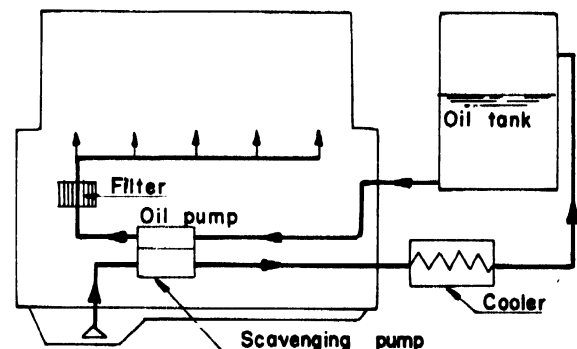 Oil tank
Filter
Oil pump
Cooler
Scavenging pump